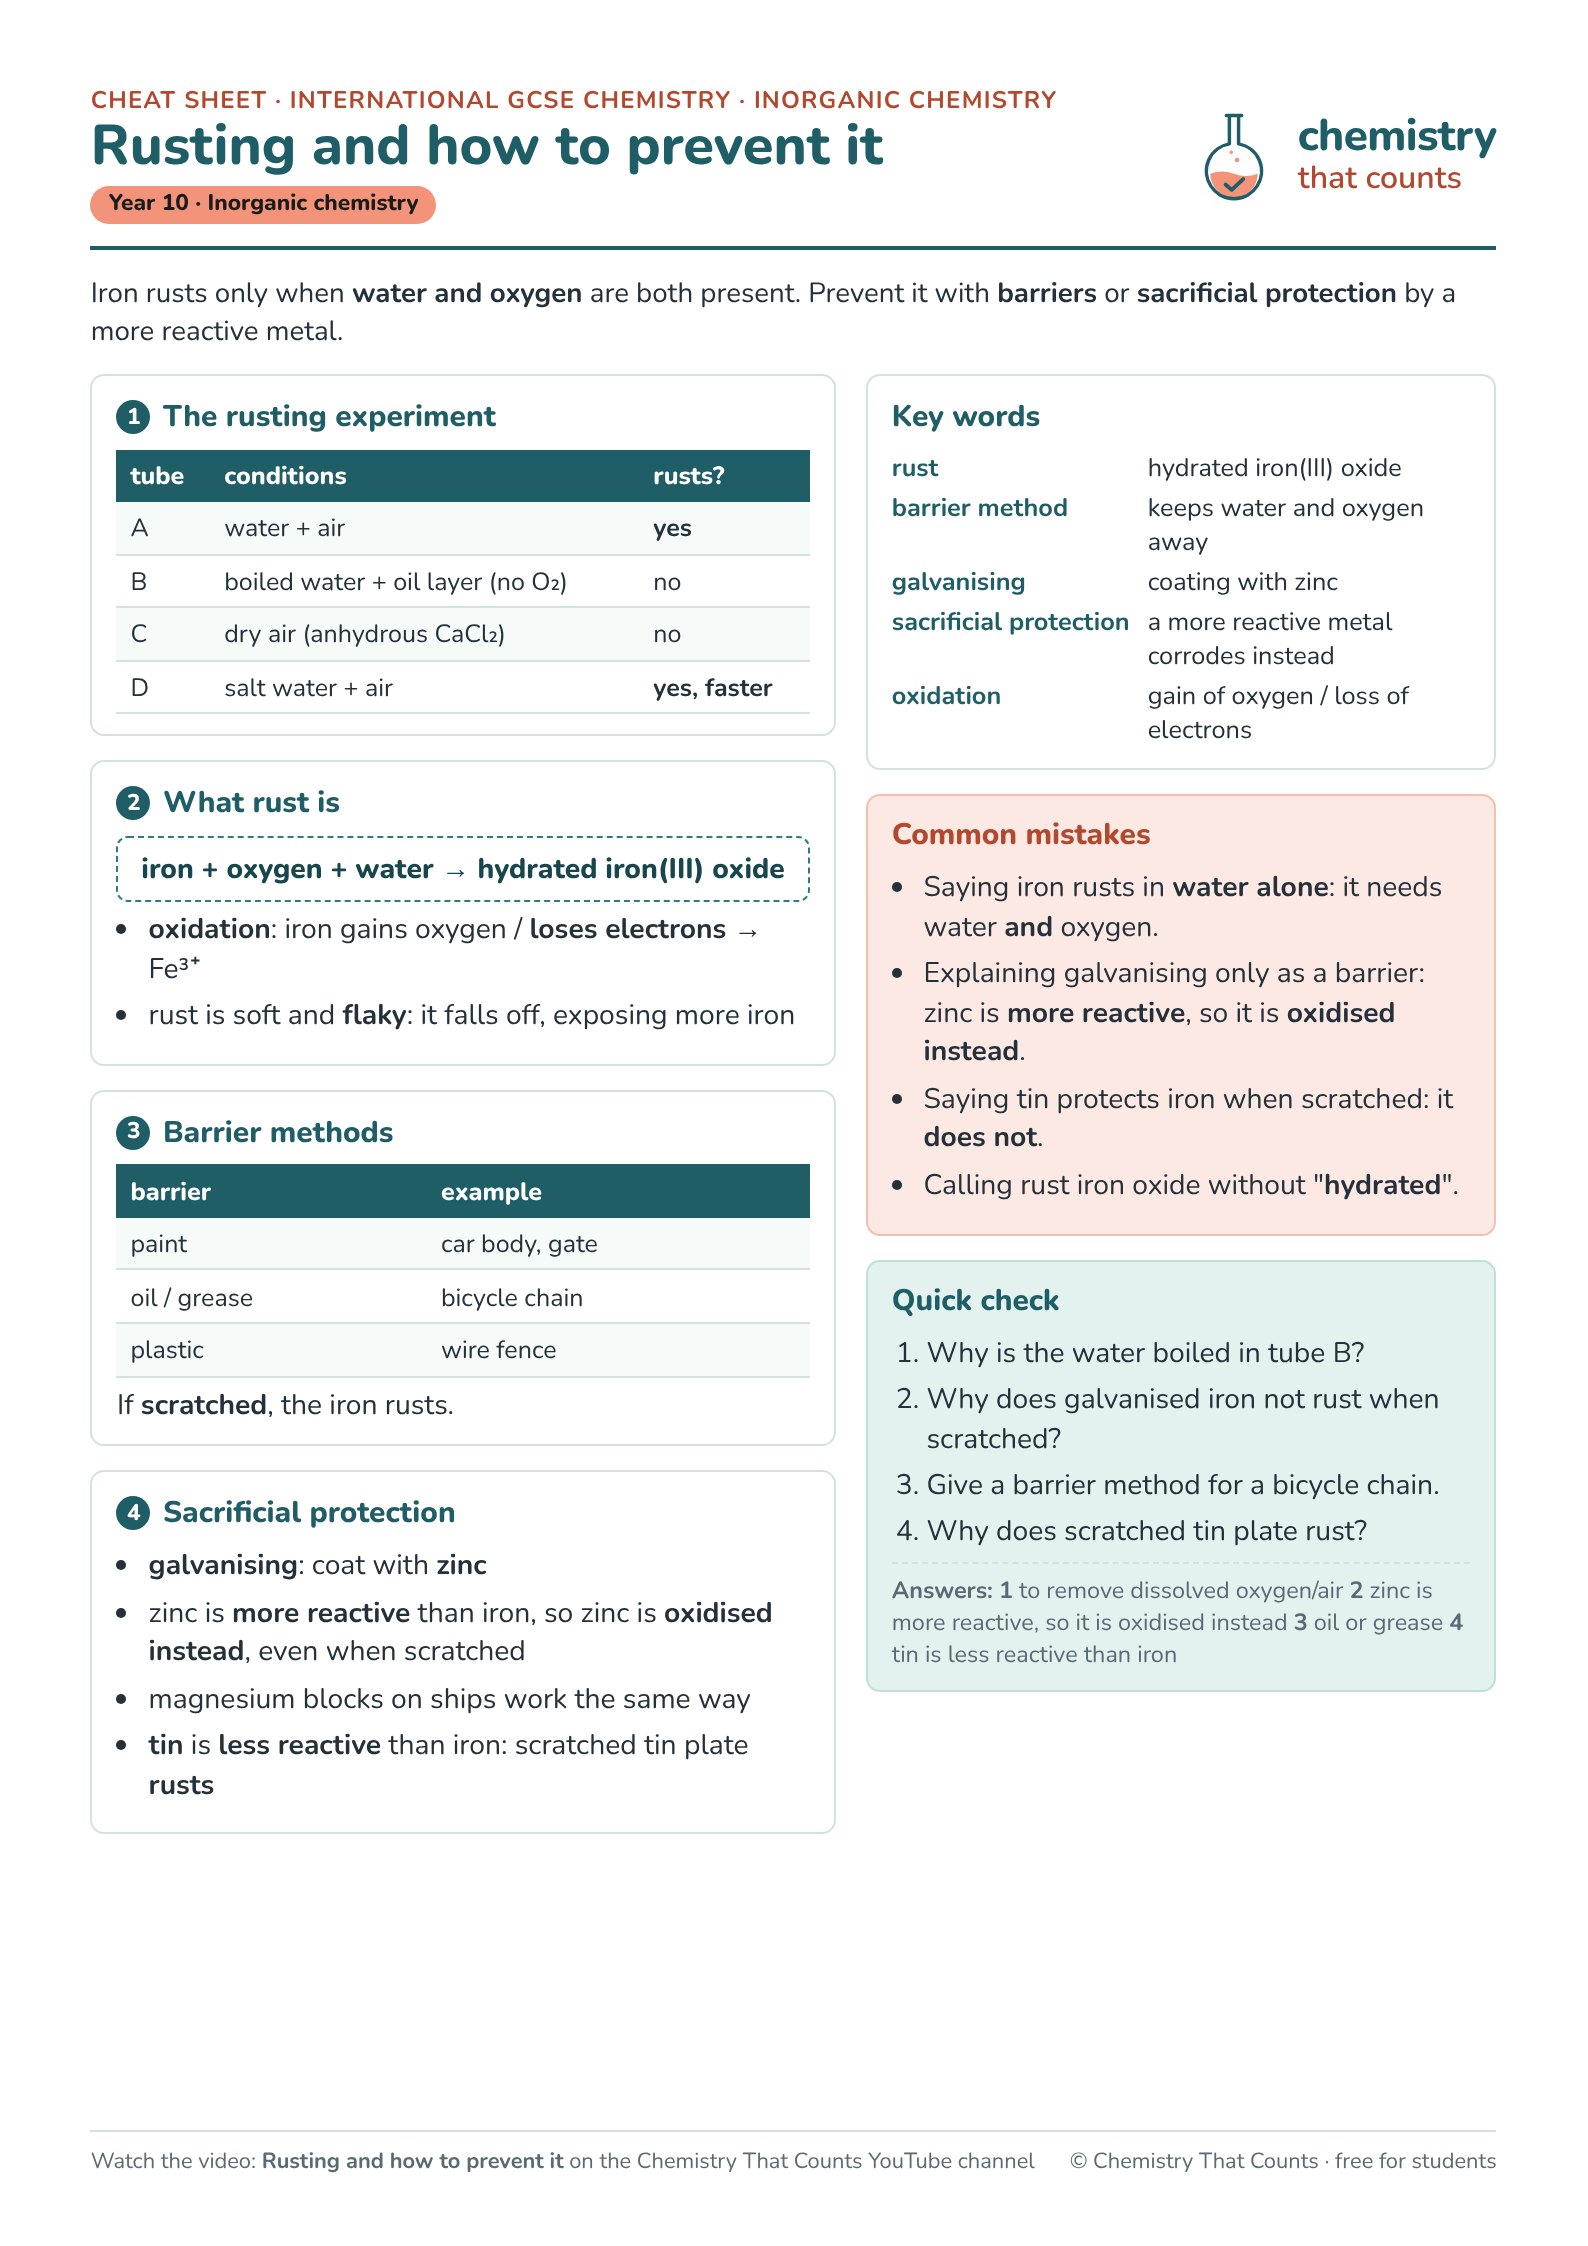 CHEAT SHEET · INTERNATIONAL GCSE CHEMISTRY · INORGANIC CHEMISTRY
Rusting and how to prevent it
Year 10 · Inorganic chemistry
chemistry
that counts
Iron rusts only when water and oxygen are both present. Prevent it with barriers or sacrificial protection by a
more reactive metal.
1 The rusting experiment
tube conditions rusts?
A water + air yes
B boiled water + oil layer (no O₂) no
C dry air (anhydrous CaCl₂) no
D salt water + air yes, faster
2 What rust is
iron + oxygen + water → hydrated iron(III) oxide
• oxidation: iron gains oxygen / loses electrons →
Fe³⁺
• rust is soft and flaky: it falls off, exposing more iron
3 Barrier methods
barrier example
paint car body, gate
oil / grease bicycle chain
plastic wire fence
If scratched, the iron rusts.
4 Sacrificial protection
• galvanising: coat with zinc
• zinc is more reactive than iron, so zinc is oxidised
instead, even when scratched
• magnesium blocks on ships work the same way
• tin is less reactive than iron: scratched tin plate
rusts
Key words
rust hydrated iron(III) oxide
barrier method keeps water and oxygen
away
galvanising coating with zinc
sacrificial protection a more reactive metal
corrodes instead
oxidation gain of oxygen / loss of
electrons
Common mistakes
• Saying iron rusts in water alone: it needs
water and oxygen.
• Explaining galvanising only as a barrier:
zinc is more reactive, so it is oxidised
instead.
• Saying tin protects iron when scratched: it
does not.
• Calling rust iron oxide without "hydrated".
Quick check
1. Why is the water boiled in tube B?
2. Why does galvanised iron not rust when
scratched?
3. Give a barrier method for a bicycle chain.
4. Why does scratched tin plate rust?
Answers: 1 to remove dissolved oxygen/air 2 zinc is
more reactive, so it is oxidised instead 3 oil or grease 4
tin is less reactive than iron
Watch the video: Rusting and how to prevent it on the Chemistry That Counts YouTube channel
© Chemistry That Counts · free for students